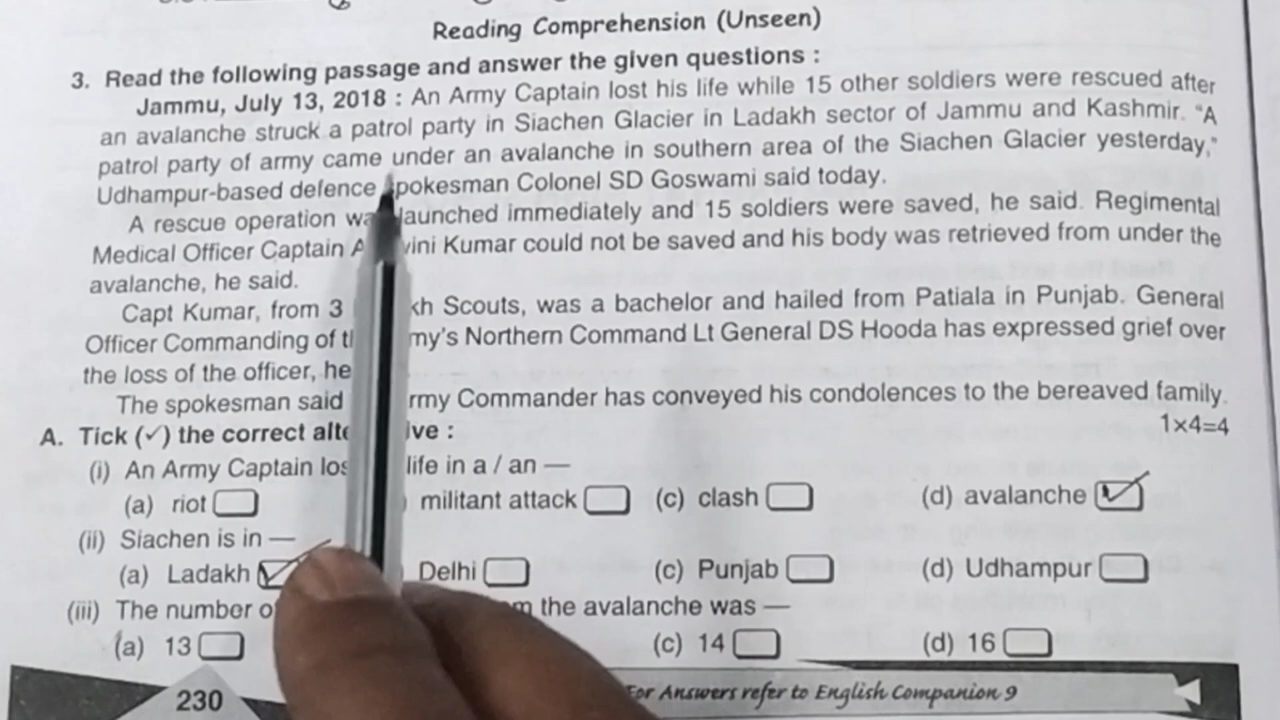 Reading Comprehension (Unseen)
3. Read the following passage and answer the given questions :
Jammu, July 13, 2018 : An Army Captain lost his life while 15 other soldiers were rescued after
an avalanche struck a patrol party in Siachen Glacier in Ladakh sector of Jammu and Kashmir. "A
patrol party of army came under an avalanche in southern area of the Siachen Glacier yesterday,"
Udhampur-based defence spokesman Colonel SD Goswami said today.
A rescue operation was launched immediately and 15 soldiers were saved, he said. Regimental
Medical Officer Captain Kumar could not be saved and his body was retrieved from under the
avalanche, he said.
Capt Kumar, from 3 Scouts, was a bachelor and hailed from Patiala in Punjab. General
Officer Commanding of Northern Command Lt General DS Hooda has expressed grief over
the loss of the officer, he
The spokesman said Commander has conveyed his condolences to the bereaved family.
1×4=4
A. Tick (✓) the correct :
(i) An Army Captain life in a / an —
(a) riot militant attack (c) clash (d) avalanche ✓
(ii) Siachen is in —
(a) Ladakh ✓ Delhi (c) Punjab (d) Udhampur
(iii) The number the avalanche was —
(a) 13 (c) 14 (d) 16
230 For Answers refer to English Companion 9